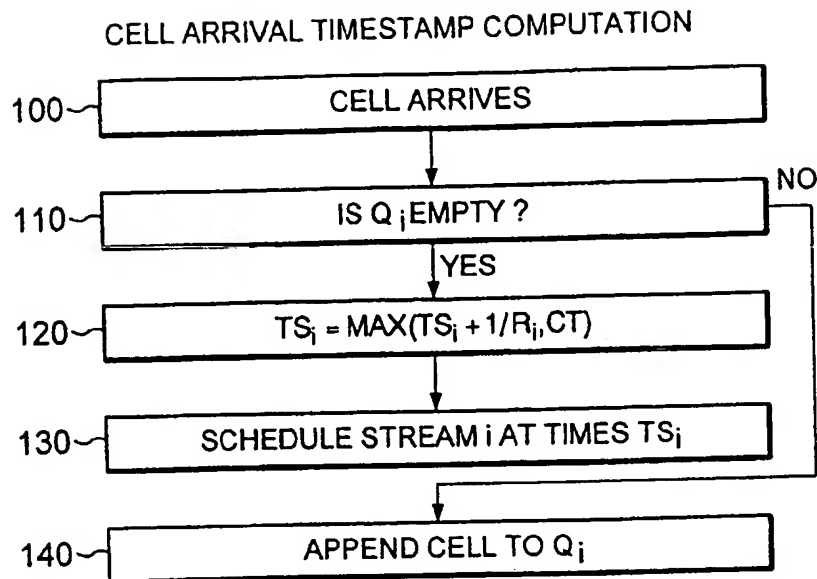 CELL ARRIVAL TIMESTAMP COMPUTATION
100 CELL ARRIVES
NO
110 IS Q i EMPTY ?
YES
120 TSi = MAX(TSi + 1/Ri,CT)
130 SCHEDULE STREAM i AT TIMES TSi
140 APPEND CELL TO Qi